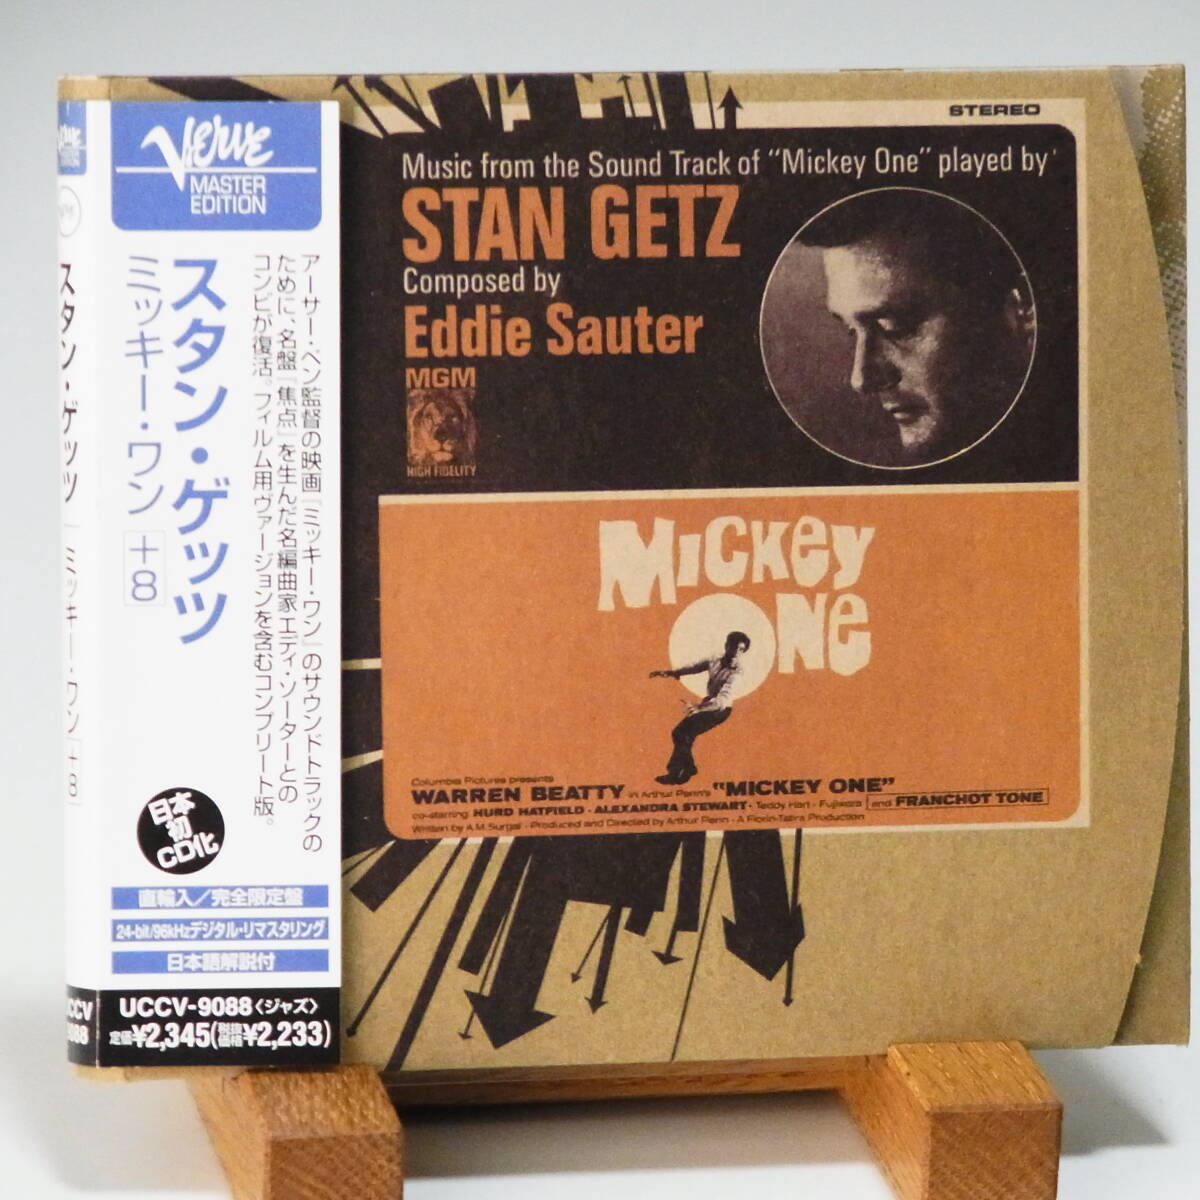 Verve
MASTER
EDITION
スタン・ゲッツ
ミッキー・ワン +8
アーサー・ペン監督の映画『ミッキー・ワン』のサウンドトラックの
ために、名盤『焦点』を生んだ名編曲家エディ・ソーターとの
コンビが復活。フィルム用ヴァージョンを含むコンプリート版。
日本
初
CD化
直輸入/完全限定盤
24-bit/96kHzデジタル・リマスタリング
日本語解説付
UCCV-9088〈ジャズ〉
定価¥2,345(税抜価格¥2,233)
スタン・ゲッツ ミッキー・ワン +8
UCCV
9088
STEREO
Music from the Sound Track of "Mickey One" played by
STAN GETZ
Composed by
Eddie Sauter
MGM
HIGH FIDELITY
MICKEY
ONE
Columbia Pictures presents
WARREN BEATTY in Arthur Penn's "MICKEY ONE"
co-starring HURD HATFIELD · ALEXANDRA STEWART · Teddy Hart · Fujiwara and FRANCHOT TONE
Written by A.M. Surgal · Produced and Directed by Arthur Penn · A Florin-Tatira Production